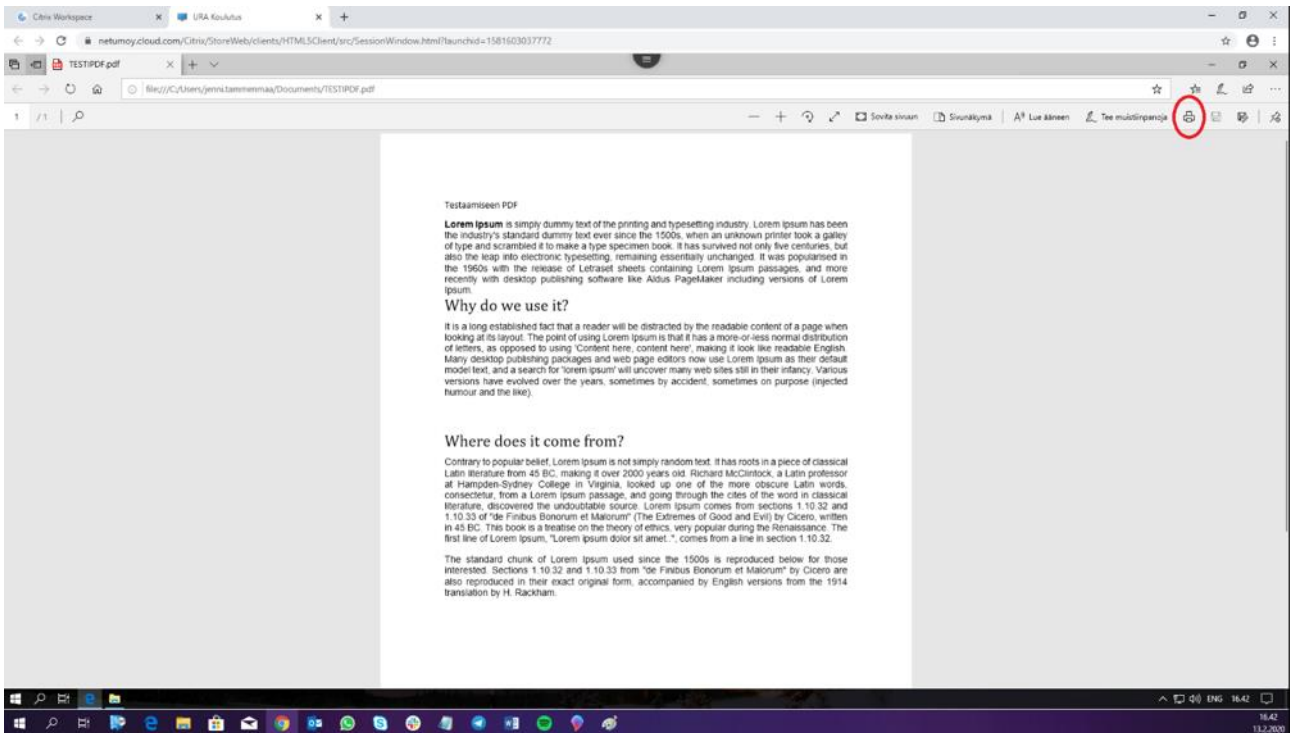 Citrix Workspace
URA Koulutus
netumoy.cloud.com/Citrix/StoreWeb/clients/HTML5Client/src/SessionWindow.html?launchid=1581603037772
TESTIPDF.pdf
file:///C:/Users/jenni.tammenmaa/Documents/TESTIPDF.pdf
1 /1 Sovita sivuun Sivunäkymä Lue ääneen Tee muistiinpanoja
Testaamiseen PDF
Lorem Ipsum is simply dummy text of the printing and typesetting industry. Lorem Ipsum has been
the industry's standard dummy text ever since the 1500s, when an unknown printer took a galley
of type and scrambled it to make a type specimen book. It has survived not only five centuries, but
also the leap into electronic typesetting, remaining essentially unchanged. It was popularised in
the 1960s with the release of Letraset sheets containing Lorem Ipsum passages, and more
recently with desktop publishing software like Aldus PageMaker including versions of Lorem
Ipsum.
Why do we use it?
It is a long established fact that a reader will be distracted by the readable content of a page when
looking at its layout. The point of using Lorem Ipsum is that it has a more-or-less normal distribution
of letters, as opposed to using 'Content here, content here', making it look like readable English.
Many desktop publishing packages and web page editors now use Lorem Ipsum as their default
model text, and a search for 'lorem ipsum' will uncover many web sites still in their infancy. Various
versions have evolved over the years, sometimes by accident, sometimes on purpose (injected
humour and the like).
Where does it come from?
Contrary to popular belief, Lorem Ipsum is not simply random text. It has roots in a piece of classical
Latin literature from 45 BC, making it over 2000 years old. Richard McClintock, a Latin professor
at Hampden-Sydney College in Virginia, looked up one of the more obscure Latin words,
consectetur, from a Lorem Ipsum passage, and going through the cites of the word in classical
literature, discovered the undoubtable source. Lorem Ipsum comes from sections 1.10.32 and
1.10.33 of "de Finibus Bonorum et Malorum" (The Extremes of Good and Evil) by Cicero, written
in 45 BC. This book is a treatise on the theory of ethics, very popular during the Renaissance. The
first line of Lorem Ipsum, "Lorem ipsum dolor sit amet..", comes from a line in section 1.10.32.
The standard chunk of Lorem Ipsum used since the 1500s is reproduced below for those
interested. Sections 1.10.32 and 1.10.33 from "de Finibus Bonorum et Malorum" by Cicero are
also reproduced in their exact original form, accompanied by English versions from the 1914
translation by H. Rackham.
ENG 16.42
16.42
13.2.2020